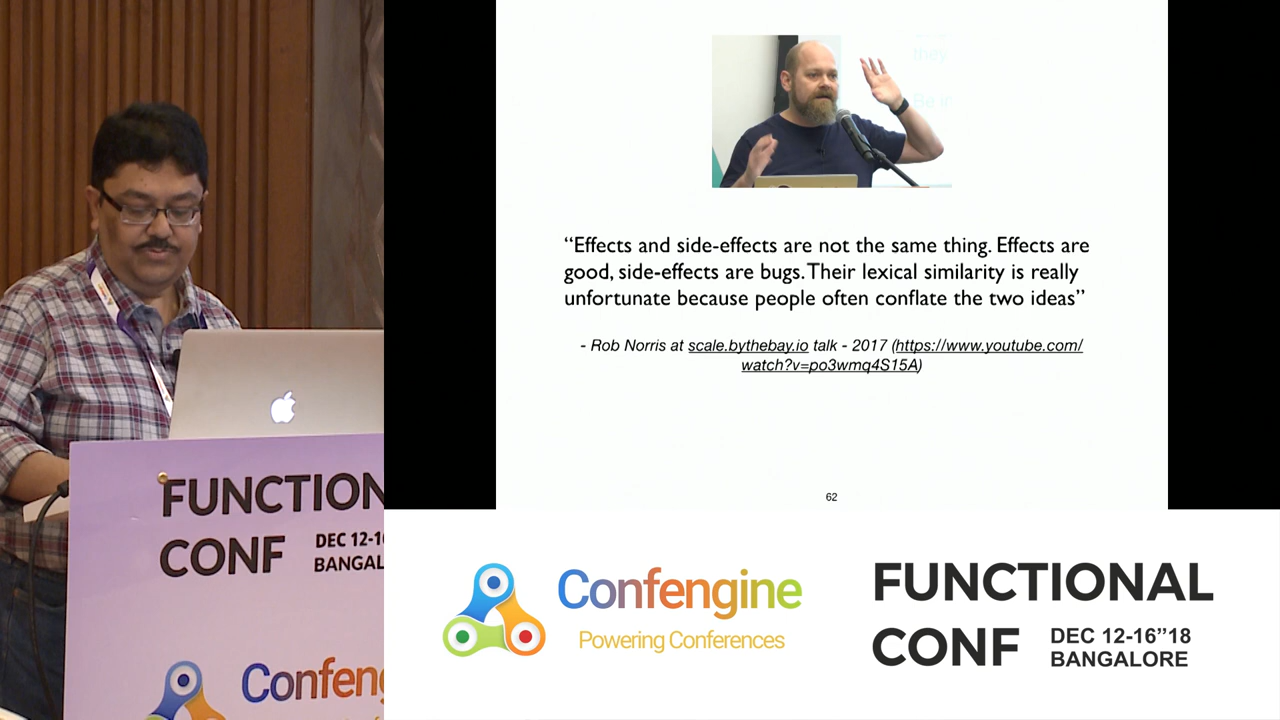 they
Be
“Effects and side-effects are not the same thing. Effects are
good, side-effects are bugs. Their lexical similarity is really
unfortunate because people often conflate the two ideas”
- Rob Norris at scale.bythebay.io talk - 2017 (https://www.youtube.com/
watch?v=po3wmq4S15A)
62
FUNCTION
CONF
DEC 12-1
BANGAL
Confeng
Confengine
Powering Conferences
FUNCTIONAL
CONF
DEC 12-16”18
BANGALORE